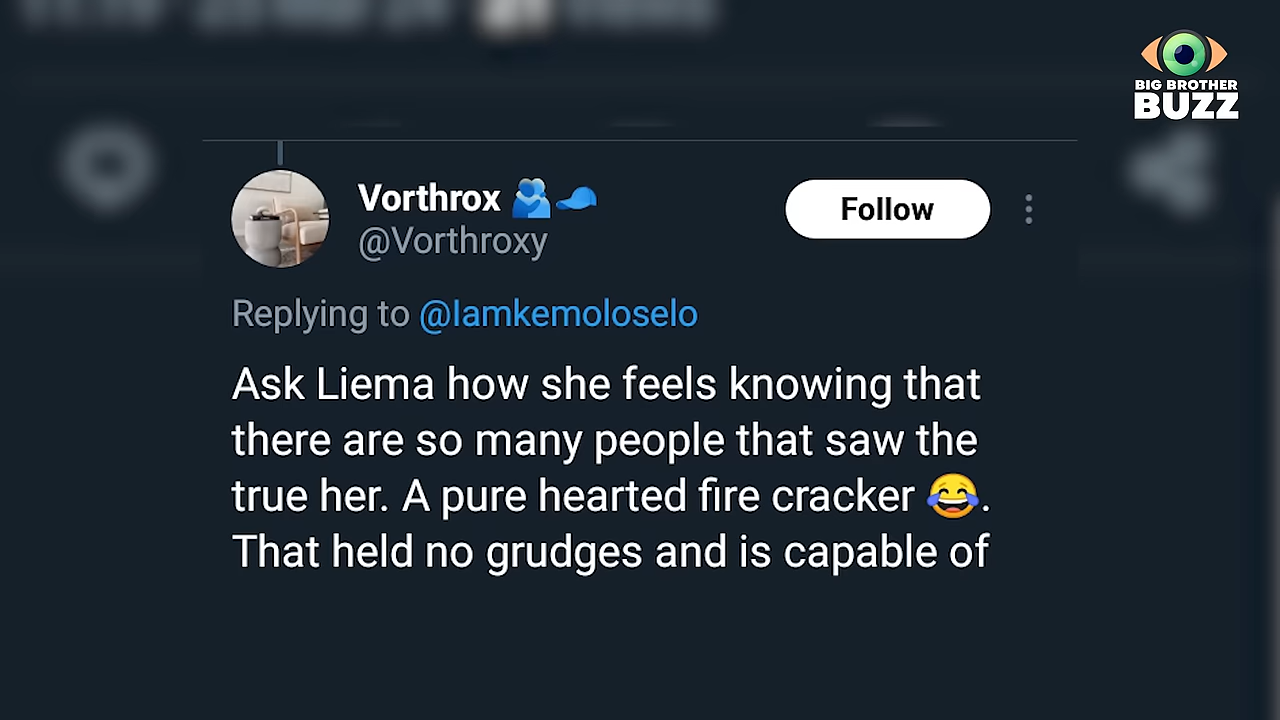 BIG BROTHER
BUZZ
Vorthrox 🫂🧢
Follow
@Vorthroxy
Replying to @Iamkemoloselo
Ask Liema how she feels knowing that
there are so many people that saw the
true her. A pure hearted fire cracker 😂.
That held no grudges and is capable of